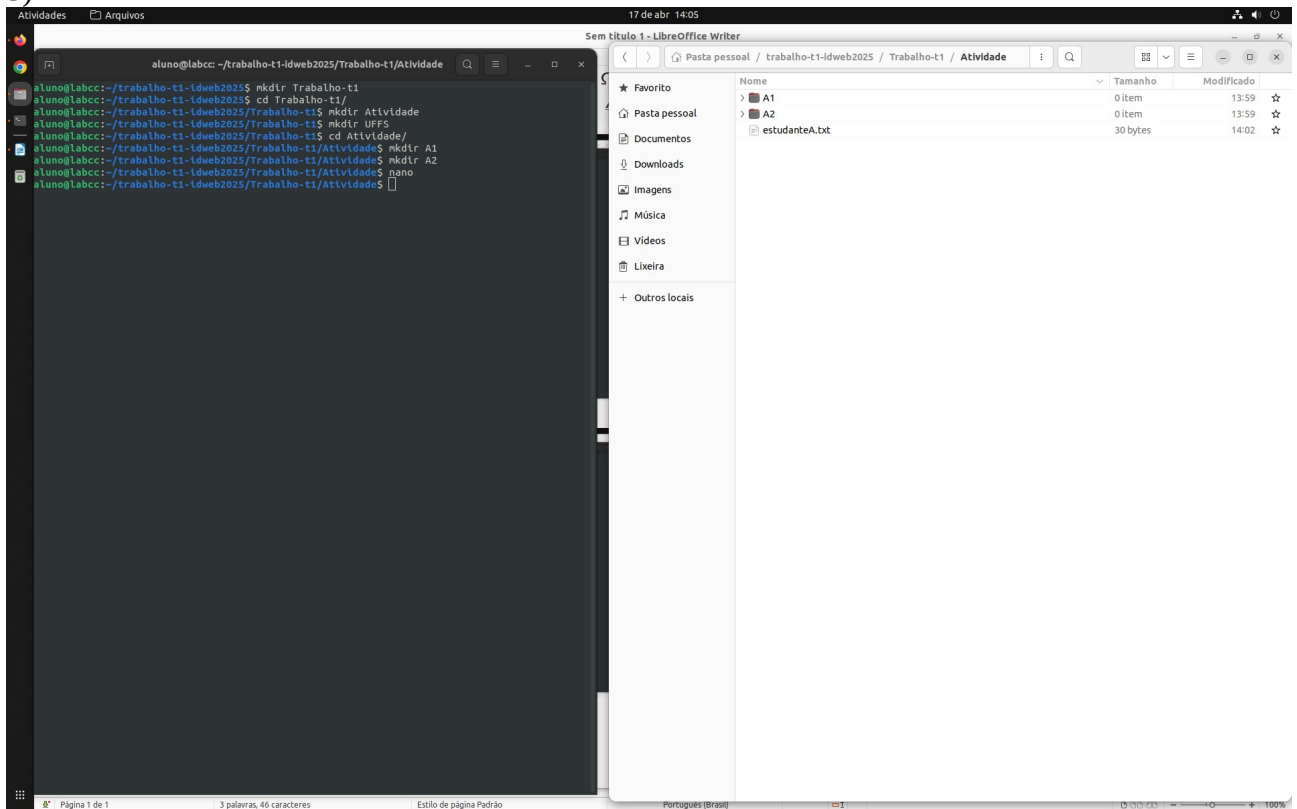 Atividades Arquivos 17 de abr 14:05
Sem título 1 - LibreOffice Writer
aluno@labcc: ~/trabalho-t1-idweb2025/Trabalho-t1/Atividade
aluno@labcc:~/trabalho-t1-idweb2025$ mkdir Trabalho-t1
aluno@labcc:~/trabalho-t1-idweb2025$ cd Trabalho-t1/
aluno@labcc:~/trabalho-t1-idweb2025/Trabalho-t1$ mkdir Atividade
aluno@labcc:~/trabalho-t1-idweb2025/Trabalho-t1$ mkdir UFFS
aluno@labcc:~/trabalho-t1-idweb2025/Trabalho-t1$ cd Atividade/
aluno@labcc:~/trabalho-t1-idweb2025/Trabalho-t1/Atividade$ mkdir A1
aluno@labcc:~/trabalho-t1-idweb2025/Trabalho-t1/Atividade$ mkdir A2
aluno@labcc:~/trabalho-t1-idweb2025/Trabalho-t1/Atividade$ nano
aluno@labcc:~/trabalho-t1-idweb2025/Trabalho-t1/Atividade$
Pasta pessoal / trabalho-t1-idweb2025 / Trabalho-t1 / Atividade
Favorito
Pasta pessoal
Documentos
Downloads
Imagens
Música
Vídeos
Lixeira
+ Outros locais
Nome Tamanho Modificado
A1 0 item 13:59
A2 0 item 13:59
estudanteA.txt 30 bytes 14:02
Página 1 de 1 3 palavras, 46 caracteres Estilo de página Padrão Português (Brasil) 100%